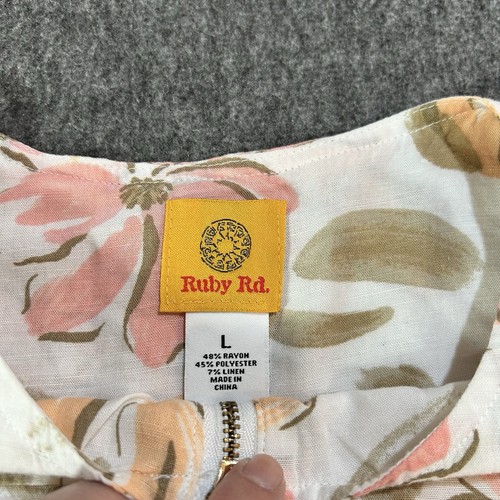 Ruby Rd.
L
48% RAYON
45% POLYESTER
7% LINEN
MADE IN
CHINA